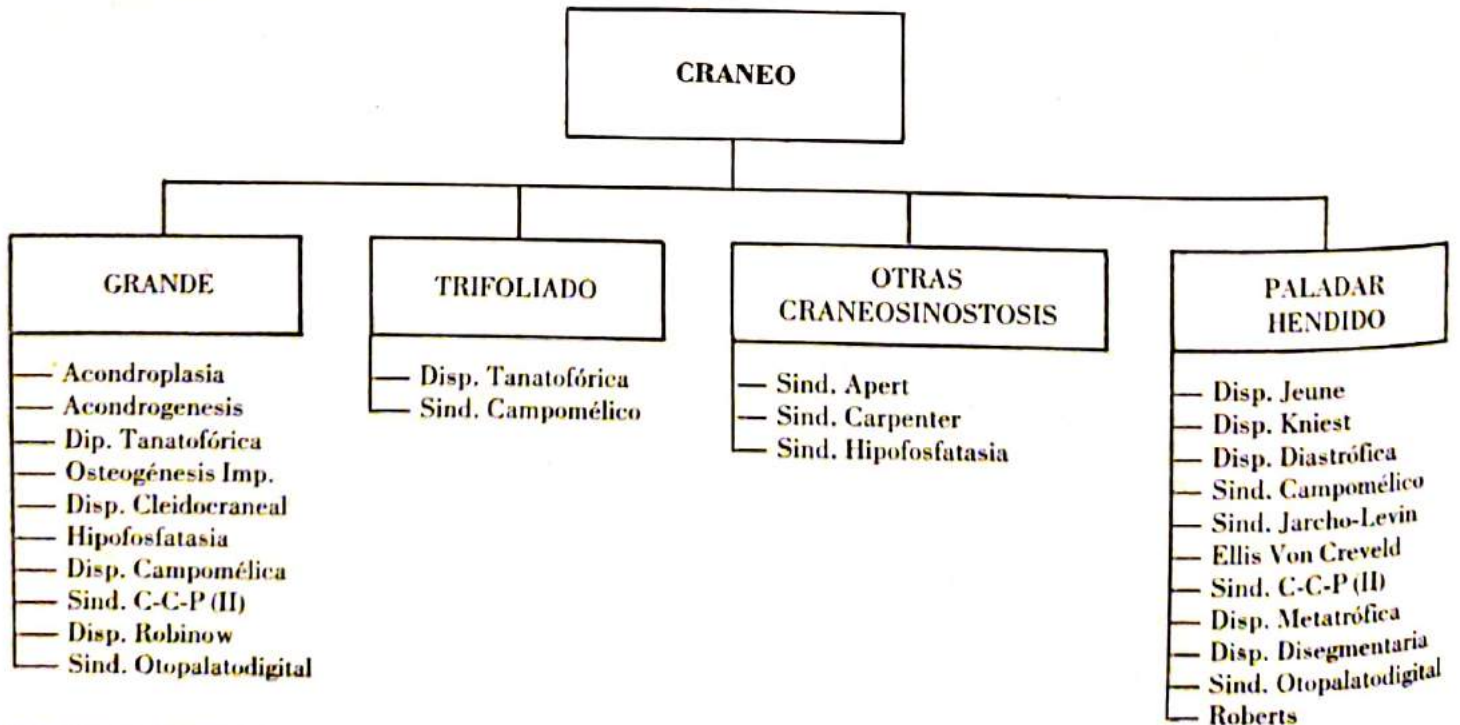 CRANEO
GRANDE
Acondroplasia
Acondrogenesis
Dip. Tanatofórica
Osteogénesis Imp.
Disp. Cleidocraneal
Hipofosfatasia
Disp. Campomélica
Sind. C-C-P (II)
Disp. Robinow
Sind. Otopalatodigital
TRIFOLIADO
Disp. Tanatofórica
Sind. Campomélico
OTRAS
CRANEOSINOSTOSIS
Sind. Apert
Sind. Carpenter
Sind. Hipofosfatasia
PALADAR
HENDIDO
Disp. Jeune
Disp. Kniest
Disp. Diastrófica
Sind. Campomélico
Sind. Jarcho-Levin
Ellis Von Creveld
Sind. C-C-P (II)
Disp. Metatrófica
Disp. Disegmentaria
Sind. Otopalatodigital
Roberts